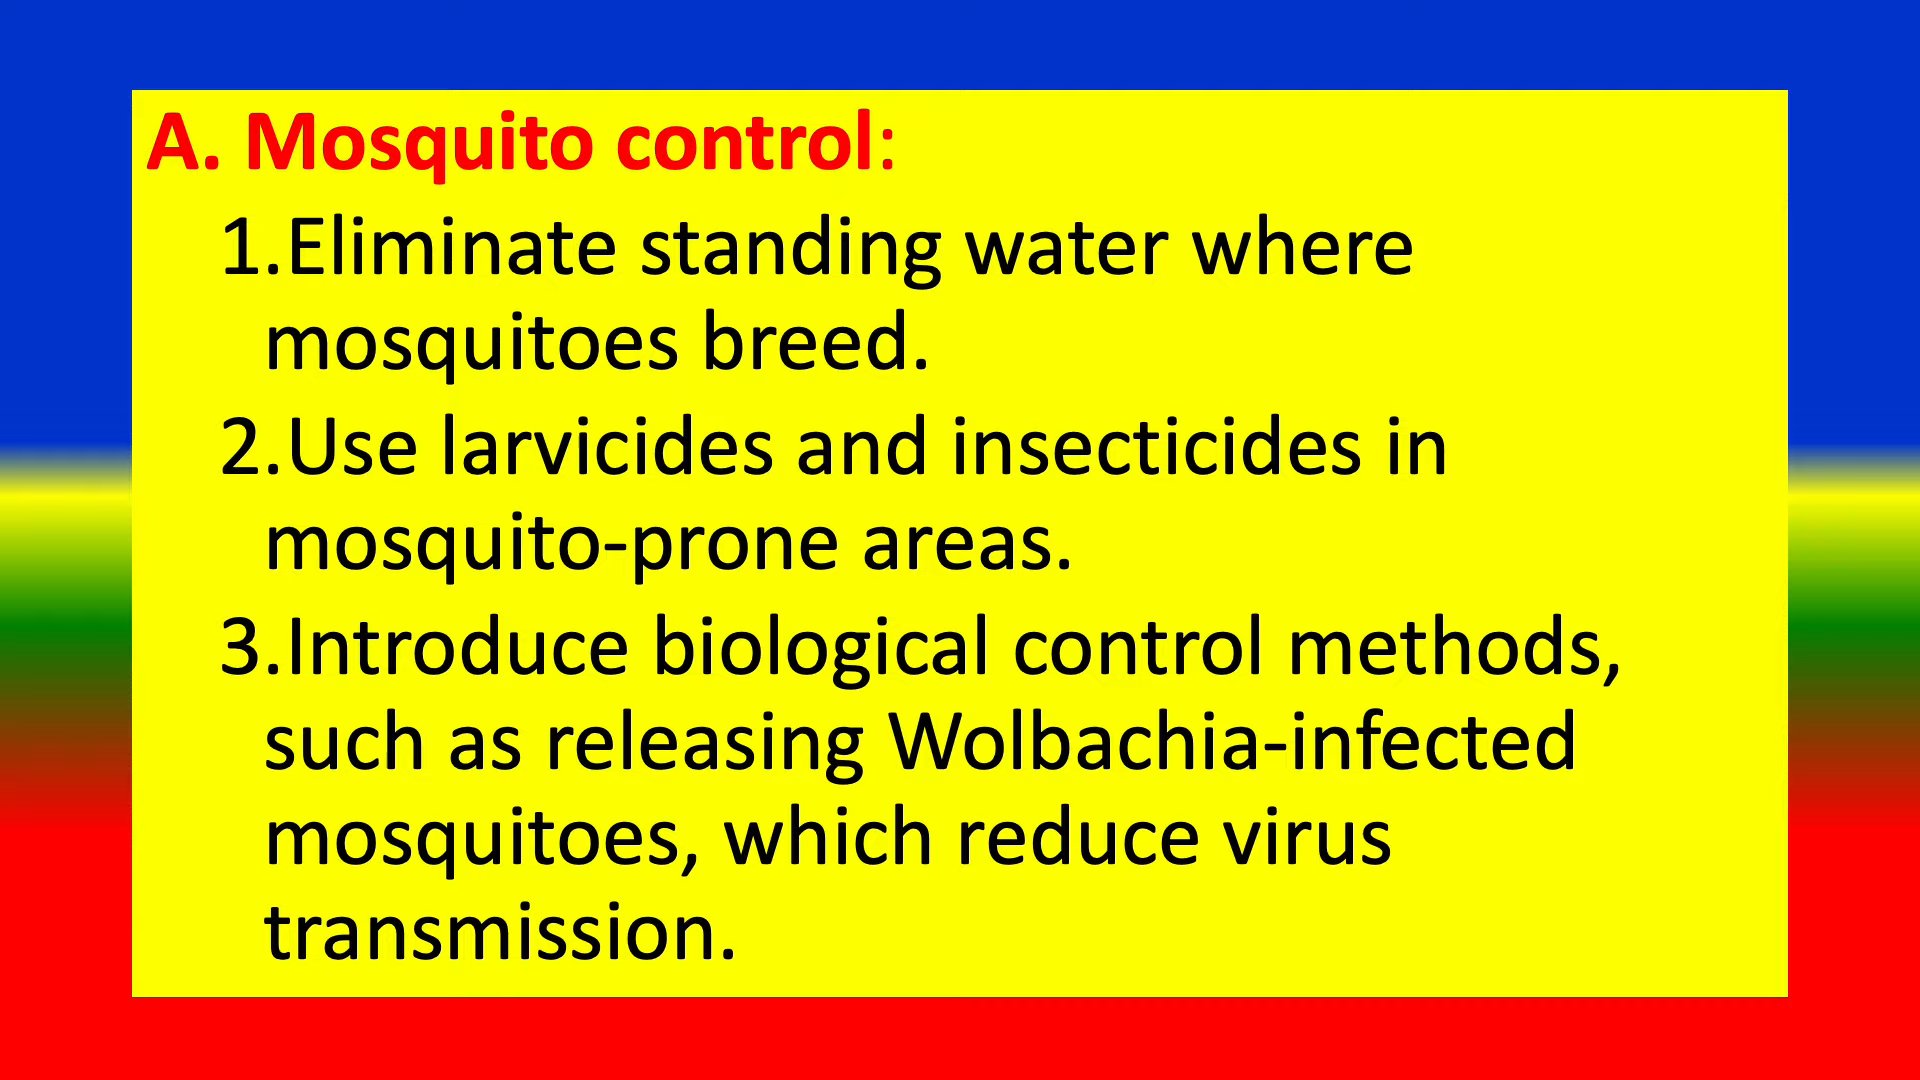 A. Mosquito control:
1.Eliminate standing water where
mosquitoes breed.
2.Use larvicides and insecticides in
mosquito-prone areas.
3.Introduce biological control methods,
such as releasing Wolbachia-infected
mosquitoes, which reduce virus
transmission.